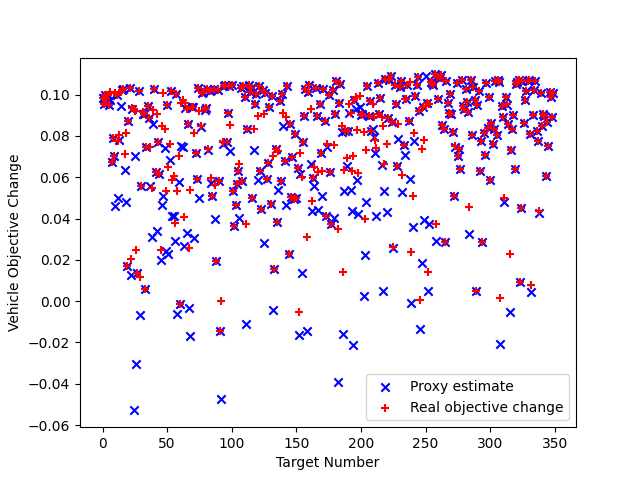 0.10
0.08
0.06
0.04
0.02
0.00
−0.02
−0.04
−0.06
Vehicle Objective Change
0 50 100 150 200 250 300 350
Target Number
Proxy estimate
Real objective change